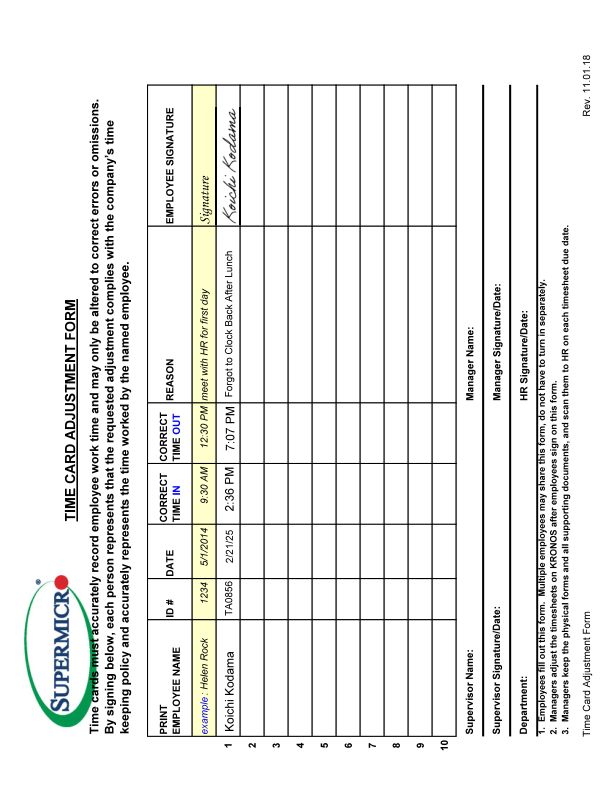 SUPERMICR
TIME CARD ADJUSTMENT FORM
Time cards must accurately record employee work time and may only be altered to correct errors or omissions.
By signing below, each person represents that the requested adjustment complies with the company's time
keeping policy and accurately represents the time worked by the named employee.
PRINT EMPLOYEE NAME ID # DATE CORRECT TIME IN CORRECT TIME OUT REASON EMPLOYEE SIGNATURE
example: Helen Rock 1234 5/1/2014 9:30 AM 12:30 PM meet with HR for first day Signature
1 Koichi Kodama TA0856 2/21/25 2:36 PM 7:07 PM Forgot to Clock Back After Lunch Koichi Kodama
2
3
4
5
6
7
8
9
10
Supervisor Name: Manager Name:
Supervisor Signature/Date: Manager Signature/Date:
Department: HR Signature/Date:
1. Employees fill out this form. Multiple employees may share this form, do not have to turn in separately.
2. Managers adjust the timesheets on KRONOS after employees sign on this form.
3. Managers keep the physical forms and all supporting documents, and scan them to HR on each timesheet due date.
Time Card Adjustment Form Rev. 11.01.18